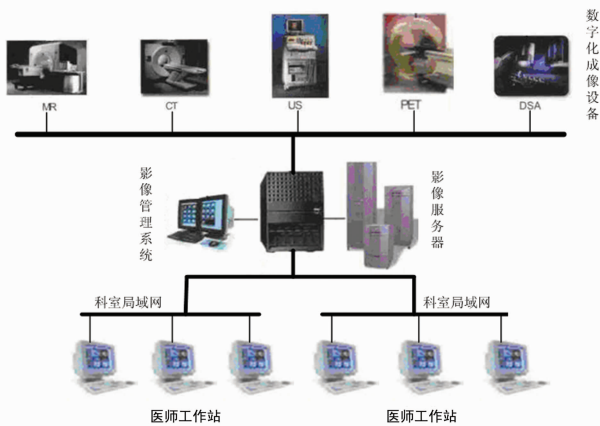 数字化成像设备
MR
CT
US
PET
DSA
影像管理系统
影像服务器
科室局域网
科室局域网
医师工作站
医师工作站